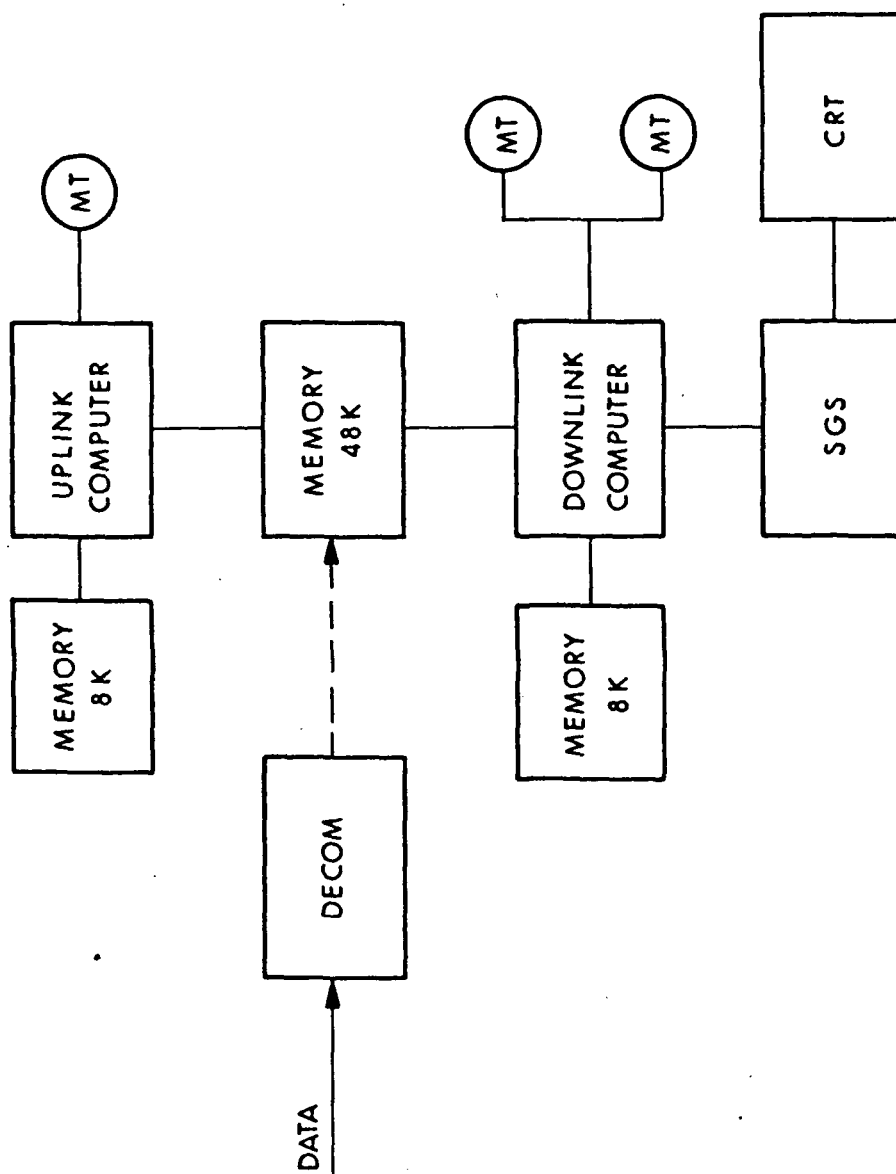 MT
UPLINK
COMPUTER
MEMORY
8K
MEMORY
48K
DECOM
DATA
MT
MT
DOWNLINK
COMPUTER
MEMORY
8K
CRT
SGS